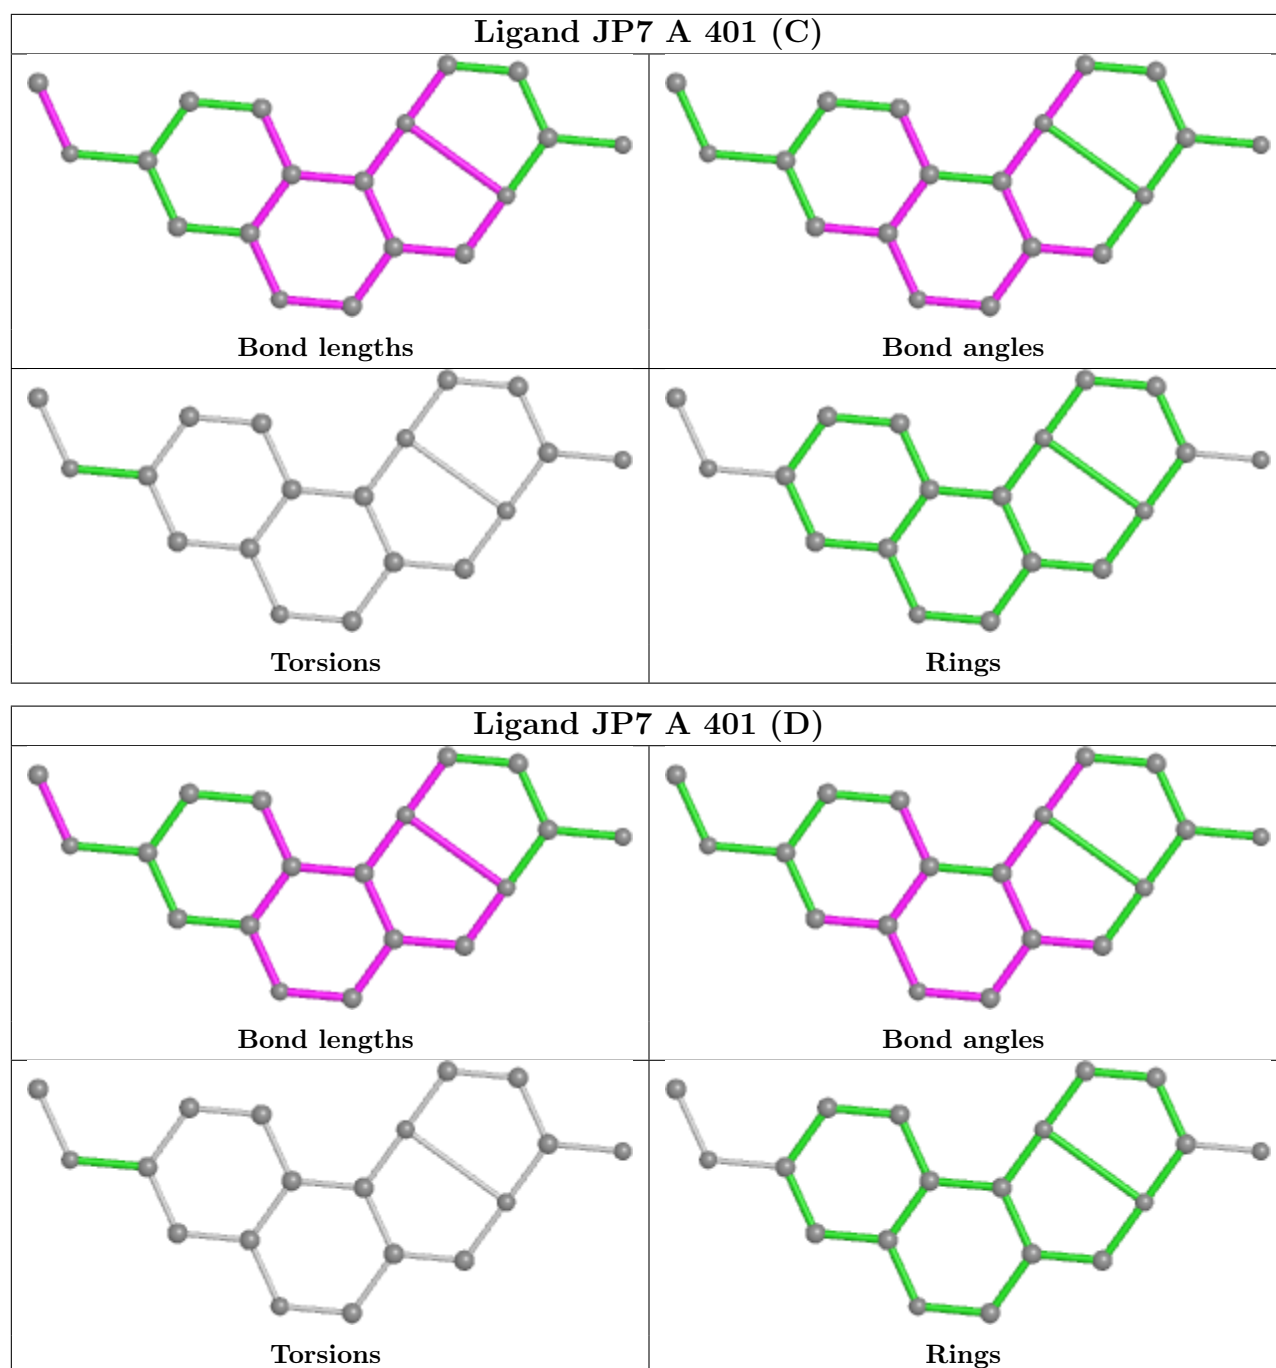 Ligand JP7 A 401 (C)
Bond lengths
Bond angles
Torsions
Rings
Ligand JP7 A 401 (D)
Bond lengths
Bond angles
Torsions
Rings